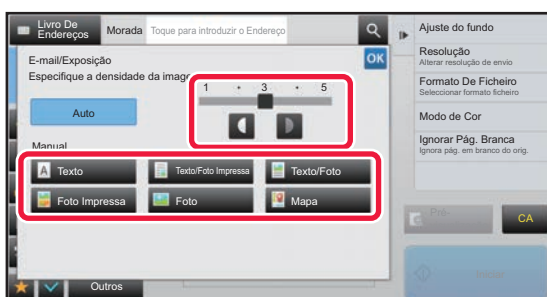 Livro De
Endereços
Morada
Toque para introduzir o Endereço
E-mail/Exposição
OK
Especifique a densidade da image
1
3
5
Auto
Manual
A
Texto
Texto/Foto Impressa
Texto/Foto
Foto Impressa
Foto
Mapa
Outros
Ajuste do fundo
Resolução
Alterar resolução de envio
Formato De Ficheiro
Seleccionar formato ficheiro
Modo de Cor
Ignorar Pág. Branca
Ignora pág. em branco do orig.
CA